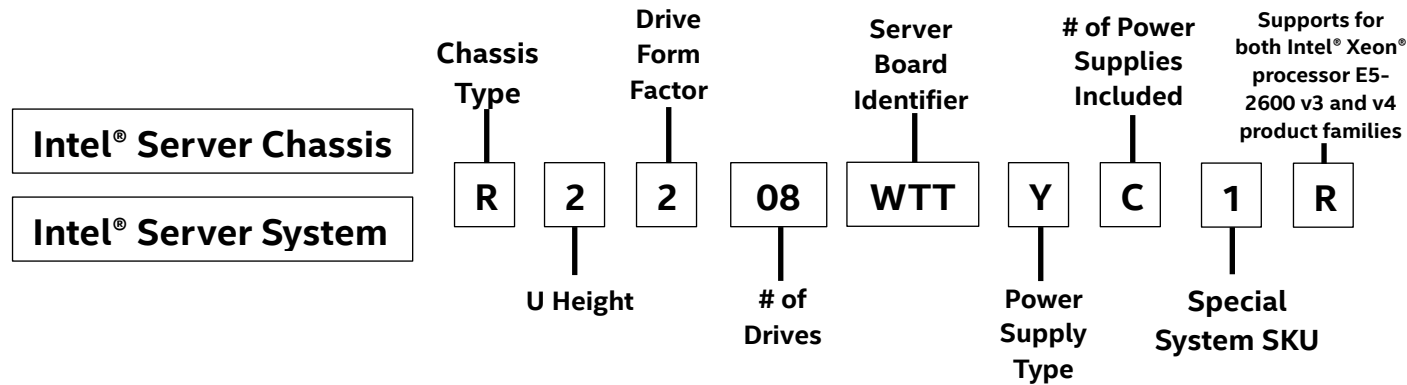 Chassis
Type
Drive
Form
Factor
Server
Board
Identifier
# of Power
Supplies
Included
Supports for
both Intel® Xeon®
processor E5-
2600 v3 and v4
product families
Intel® Server Chassis
Intel® Server System
R 2 2 08 WTT Y C 1 R
U Height
# of
Drives
Power
Supply
Type
Special
System SKU